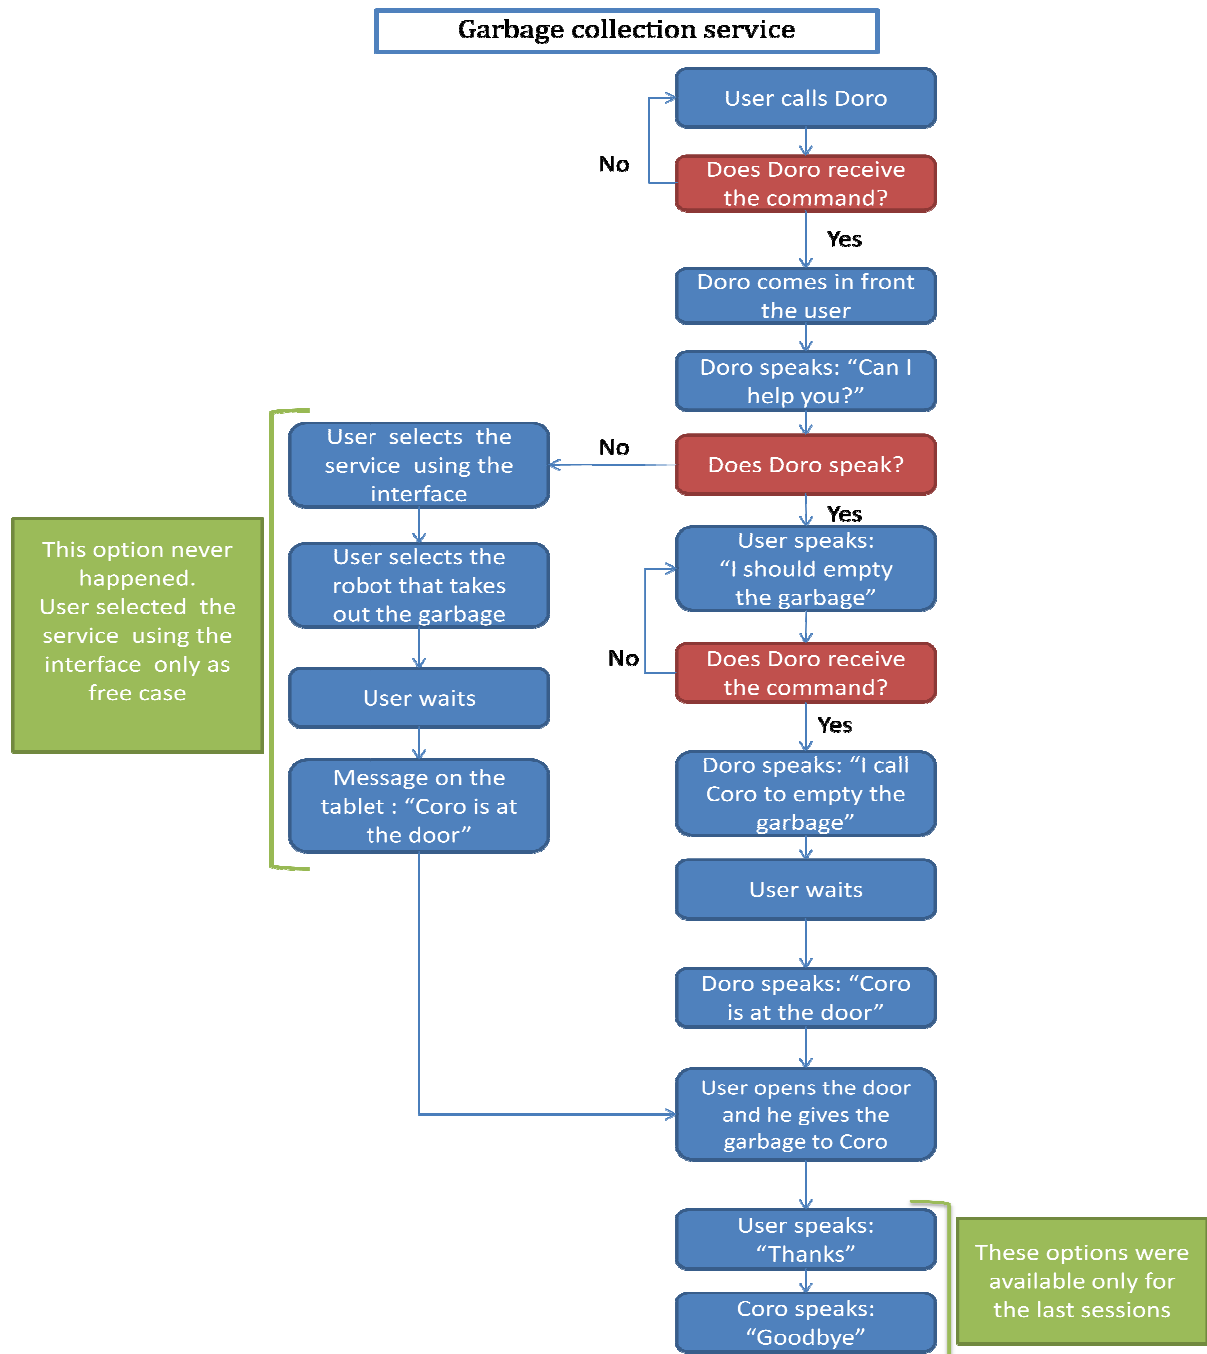 Garbage collection service
User calls Doro
No
Does Doro receive
the command?
Yes
Doro comes in front
the user
Doro speaks: “Can I
help you?”
No
Does Doro speak?
Yes
User  selects  the
service  using the
interface
User selects the
robot that takes
out the garbage
User waits
Message on the
tablet : “Coro is at
the door”
This option never
happened.
User selected  the
service  using the
interface  only as
free case
User speaks:
“I should empty
the garbage”
No
Does Doro receive
the command?
Yes
Doro speaks: “I call
Coro to empty the
garbage”
User waits
Doro speaks: “Coro
is at the door”
User opens the door
and he gives the
garbage to Coro
User speaks:
“Thanks”
Coro speaks:
“Goodbye”
These options were
available only for
the last sessions